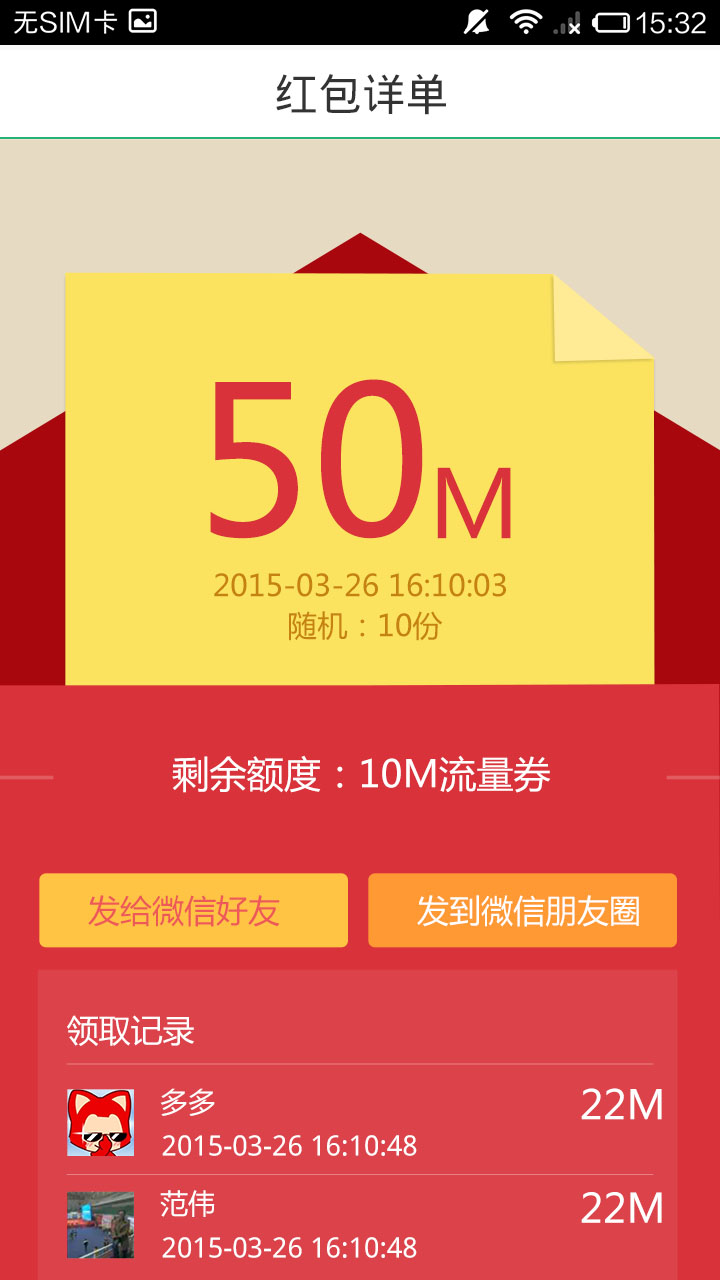 无SIM卡 15:32
红包详单
50M
2015-03-26 16:10:03
随机：10份
剩余额度：10M流量券
发给微信好友 发到微信朋友圈
领取记录
多多 22M
2015-03-26 16:10:48
范伟 22M
2015-03-26 16:10:48